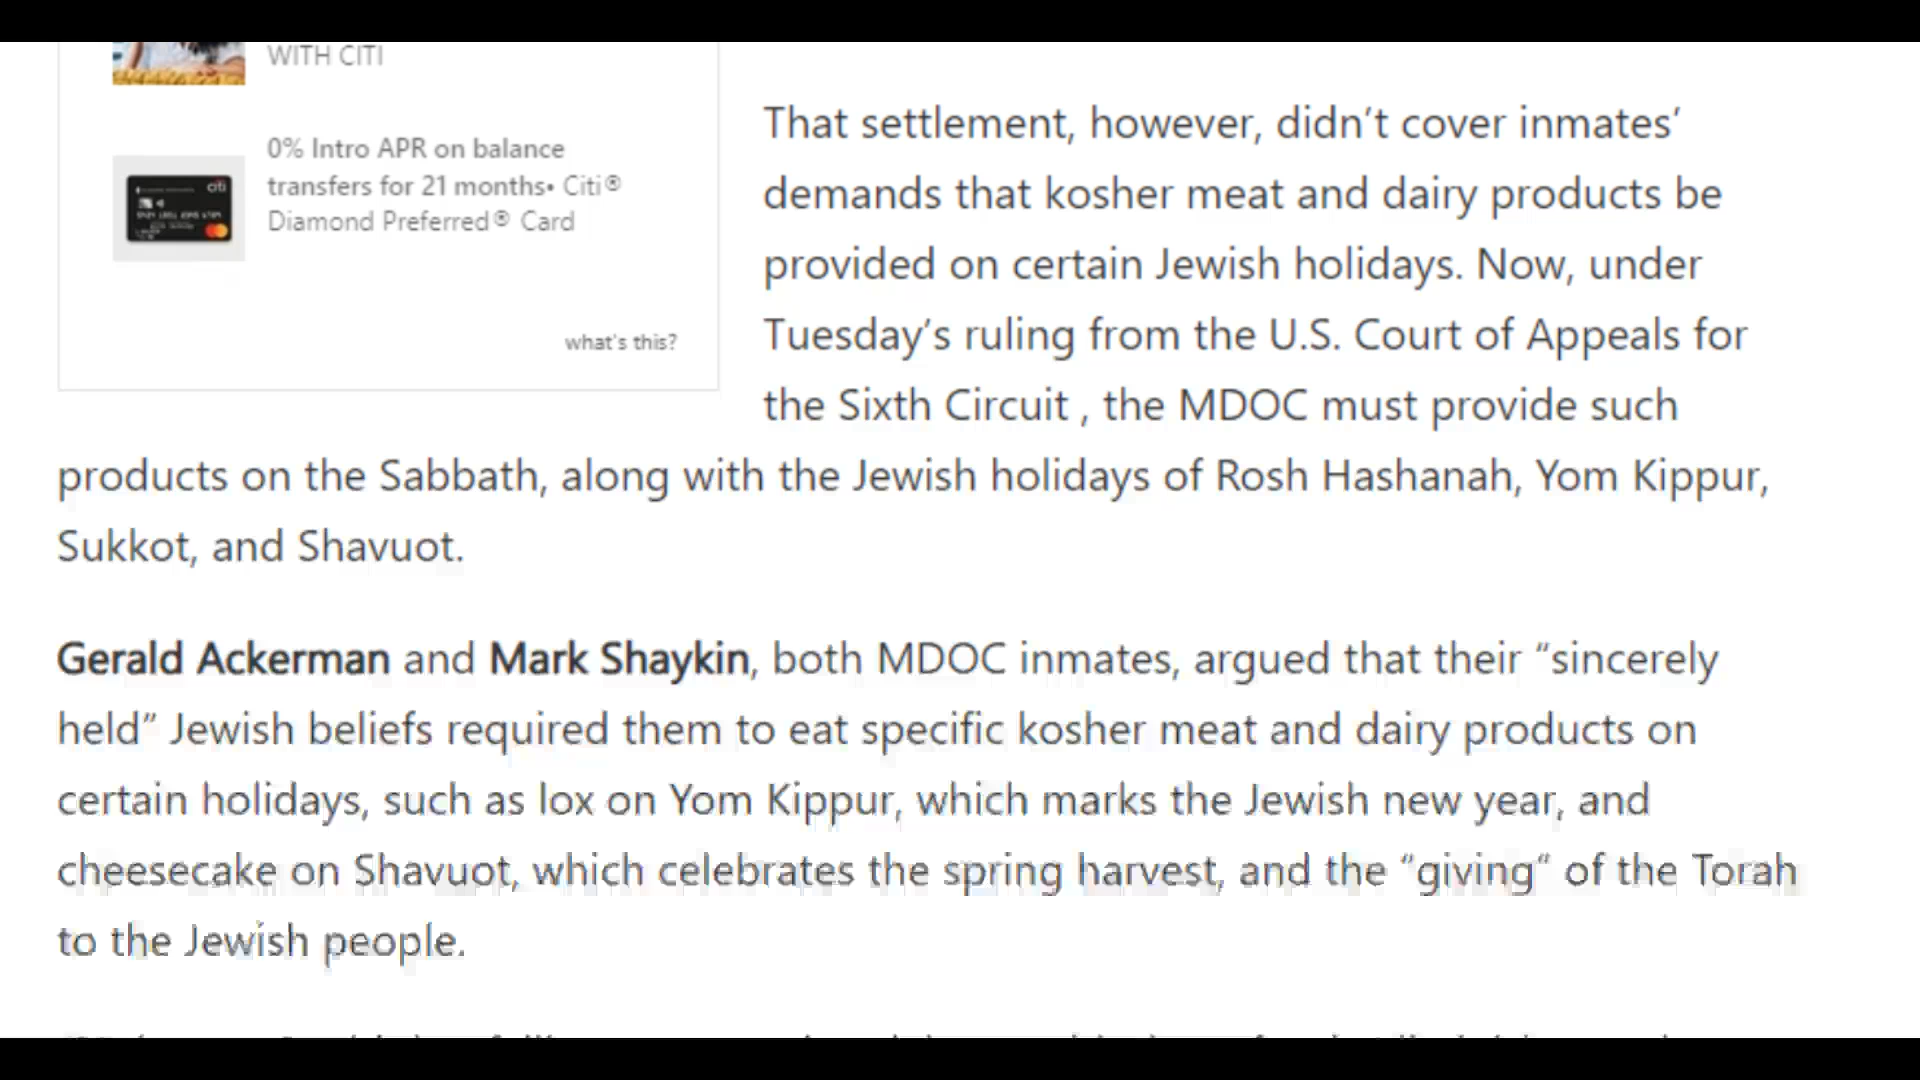 WITH CITI
0% Intro APR on balance
transfers for 21 months• Citi®
Diamond Preferred® Card
citi
what's this?
That settlement, however, didn’t cover inmates’
demands that kosher meat and dairy products be
provided on certain Jewish holidays. Now, under
Tuesday’s ruling from the U.S. Court of Appeals for
the Sixth Circuit , the MDOC must provide such
products on the Sabbath, along with the Jewish holidays of Rosh Hashanah, Yom Kippur,
Sukkot, and Shavuot.
Gerald Ackerman and Mark Shaykin, both MDOC inmates, argued that their “sincerely
held” Jewish beliefs required them to eat specific kosher meat and dairy products on
certain holidays, such as lox on Yom Kippur, which marks the Jewish new year, and
cheesecake on Shavuot, which celebrates the spring harvest, and the “giving“ of the Torah
to the Jewish people.